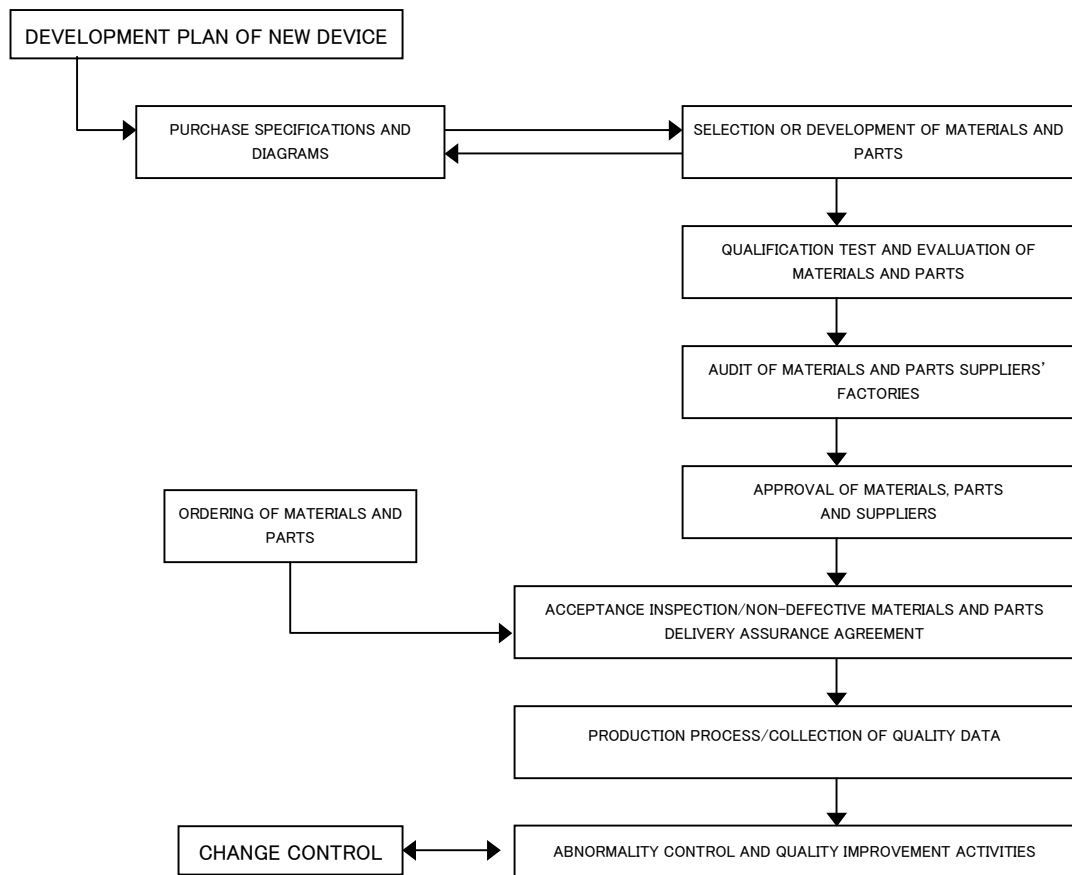 DEVELOPMENT PLAN OF NEW DEVICE
PURCHASE SPECIFICATIONS AND
DIAGRAMS
SELECTION OR DEVELOPMENT OF MATERIALS AND
PARTS
QUALIFICATION TEST AND EVALUATION OF
MATERIALS AND PARTS
AUDIT OF MATERIALS AND PARTS SUPPLIERS’
FACTORIES
APPROVAL OF MATERIALS, PARTS
AND SUPPLIERS
ORDERING OF MATERIALS AND
PARTS
ACCEPTANCE INSPECTION/NON-DEFECTIVE MATERIALS AND PARTS
DELIVERY ASSURANCE AGREEMENT
PRODUCTION PROCESS/COLLECTION OF QUALITY DATA
CHANGE CONTROL
ABNORMALITY CONTROL AND QUALITY IMPROVEMENT ACTIVITIES